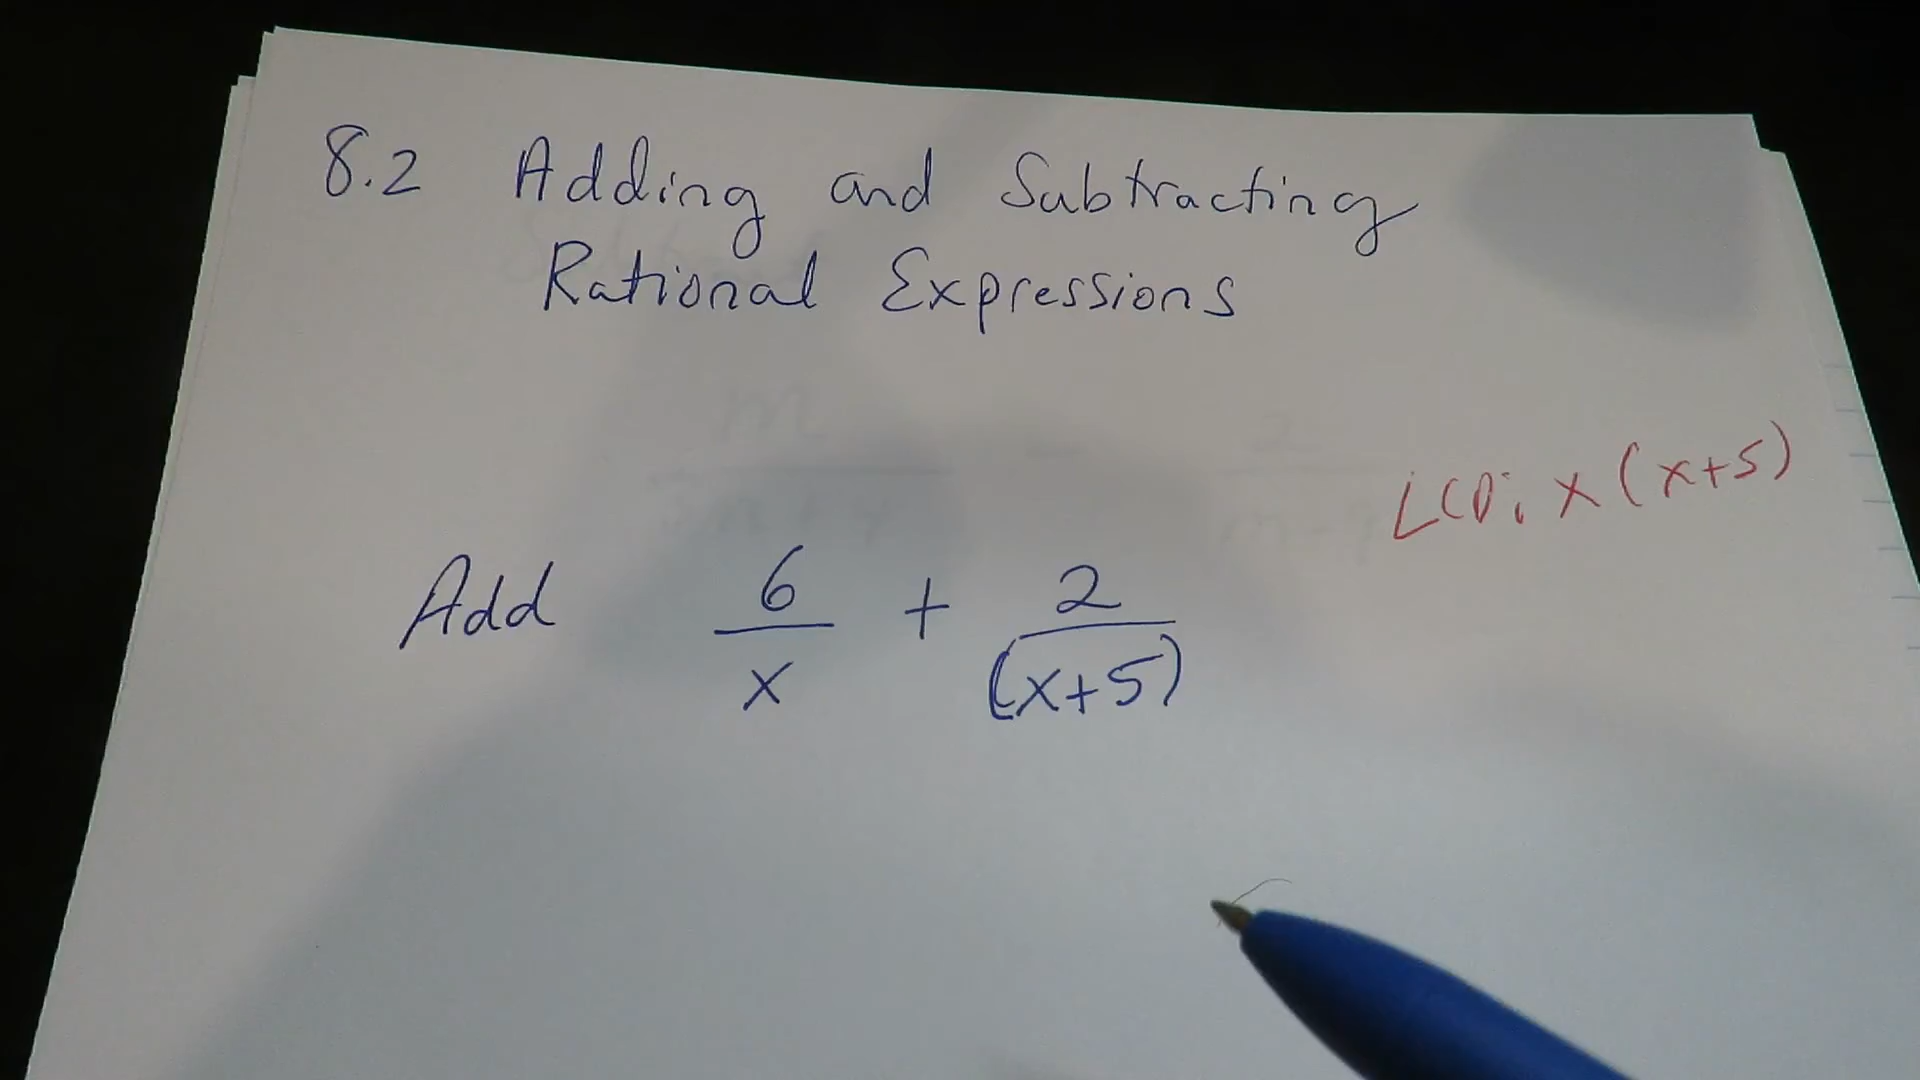 8.2 Adding and Subtracting
Rational Expressions
LCD: x (x+5)
Add 6/x + 2/(x+5)